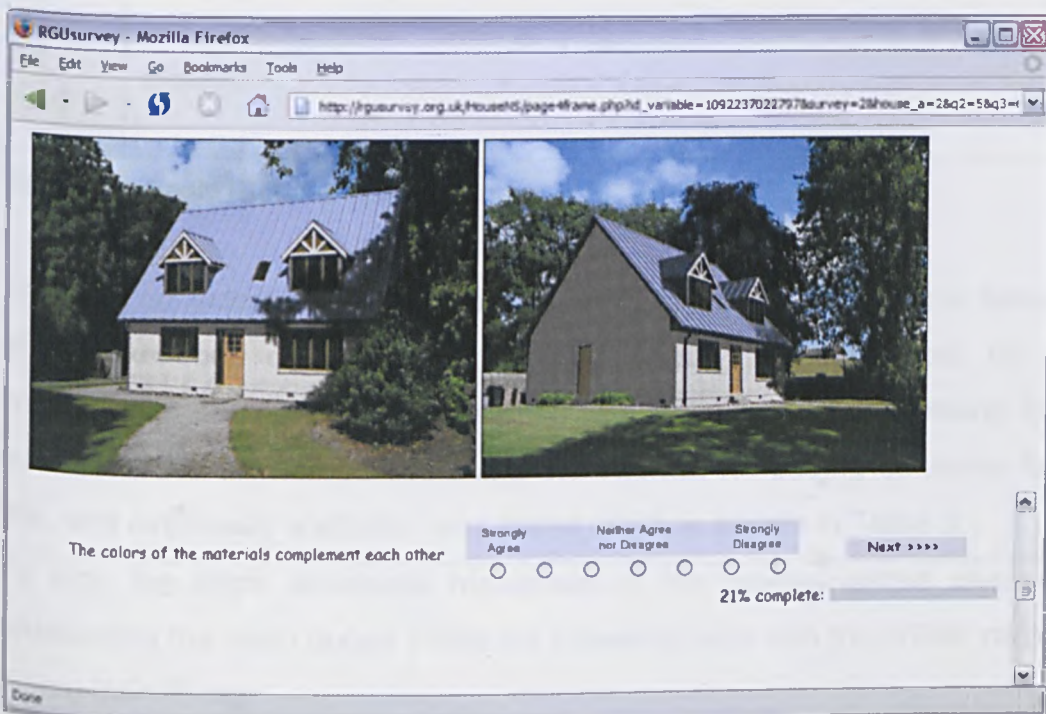 RGUsurvey - Mozilla Firefox
File Edit View Go Bookmarks Tools Help
The colors of the materials complement each other
Strongly Agree
Neither Agree nor Disagree
Strongly Disagree
Next >>>>
21% complete:
Done